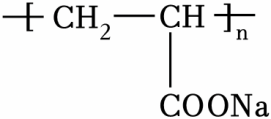 [ CH2 — CH ]n
COONa